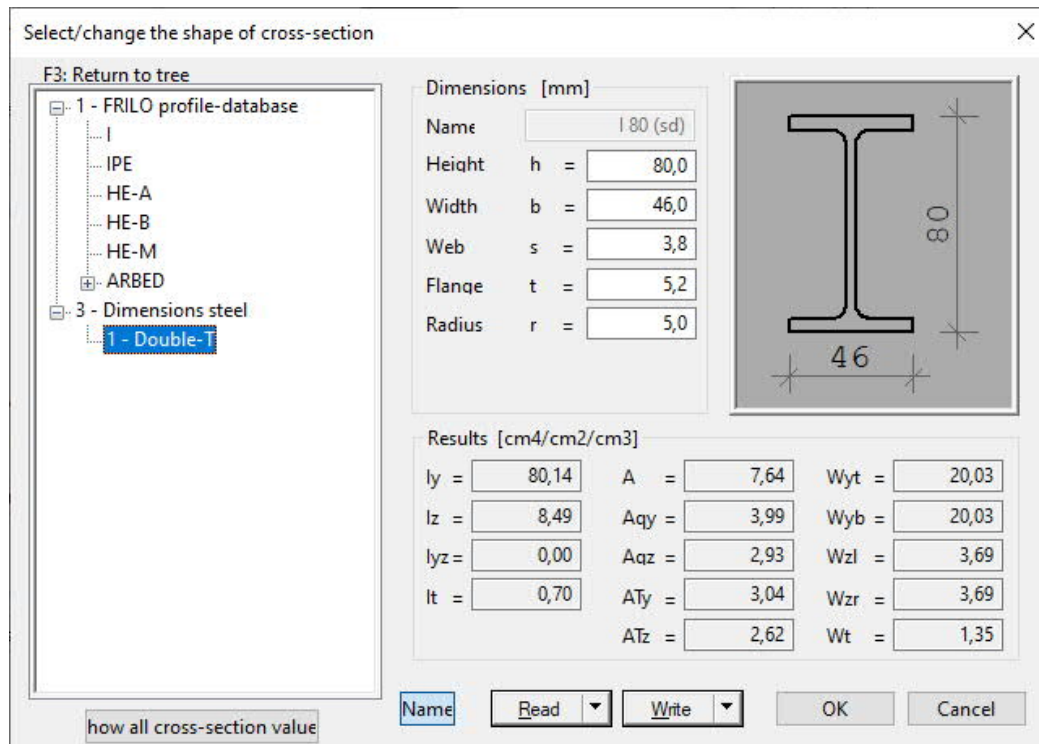 Select/change the shape of cross-section
F3: Return to tree
1 - FRILO profile-database
I
IPE
HE-A
HE-B
HE-M
ARBED
3 - Dimensions steel
1 - Double-T
how all cross-section value
Dimensions [mm]
Name I 80 (sd)
Height h = 80,0
Width b = 46,0
Web s = 3,8
Flange t = 5,2
Radius r = 5,0
80
46
Results [cm4/cm2/cm3]
Iy = 80,14 A = 7,64 Wyt = 20,03
Iz = 8,49 Aqy = 3,99 Wyb = 20,03
Iyz = 0,00 Aqz = 2,93 Wzl = 3,69
It = 0,70 ATy = 3,04 Wzr = 3,69
ATz = 2,62 Wt = 1,35
Name Read Write OK Cancel